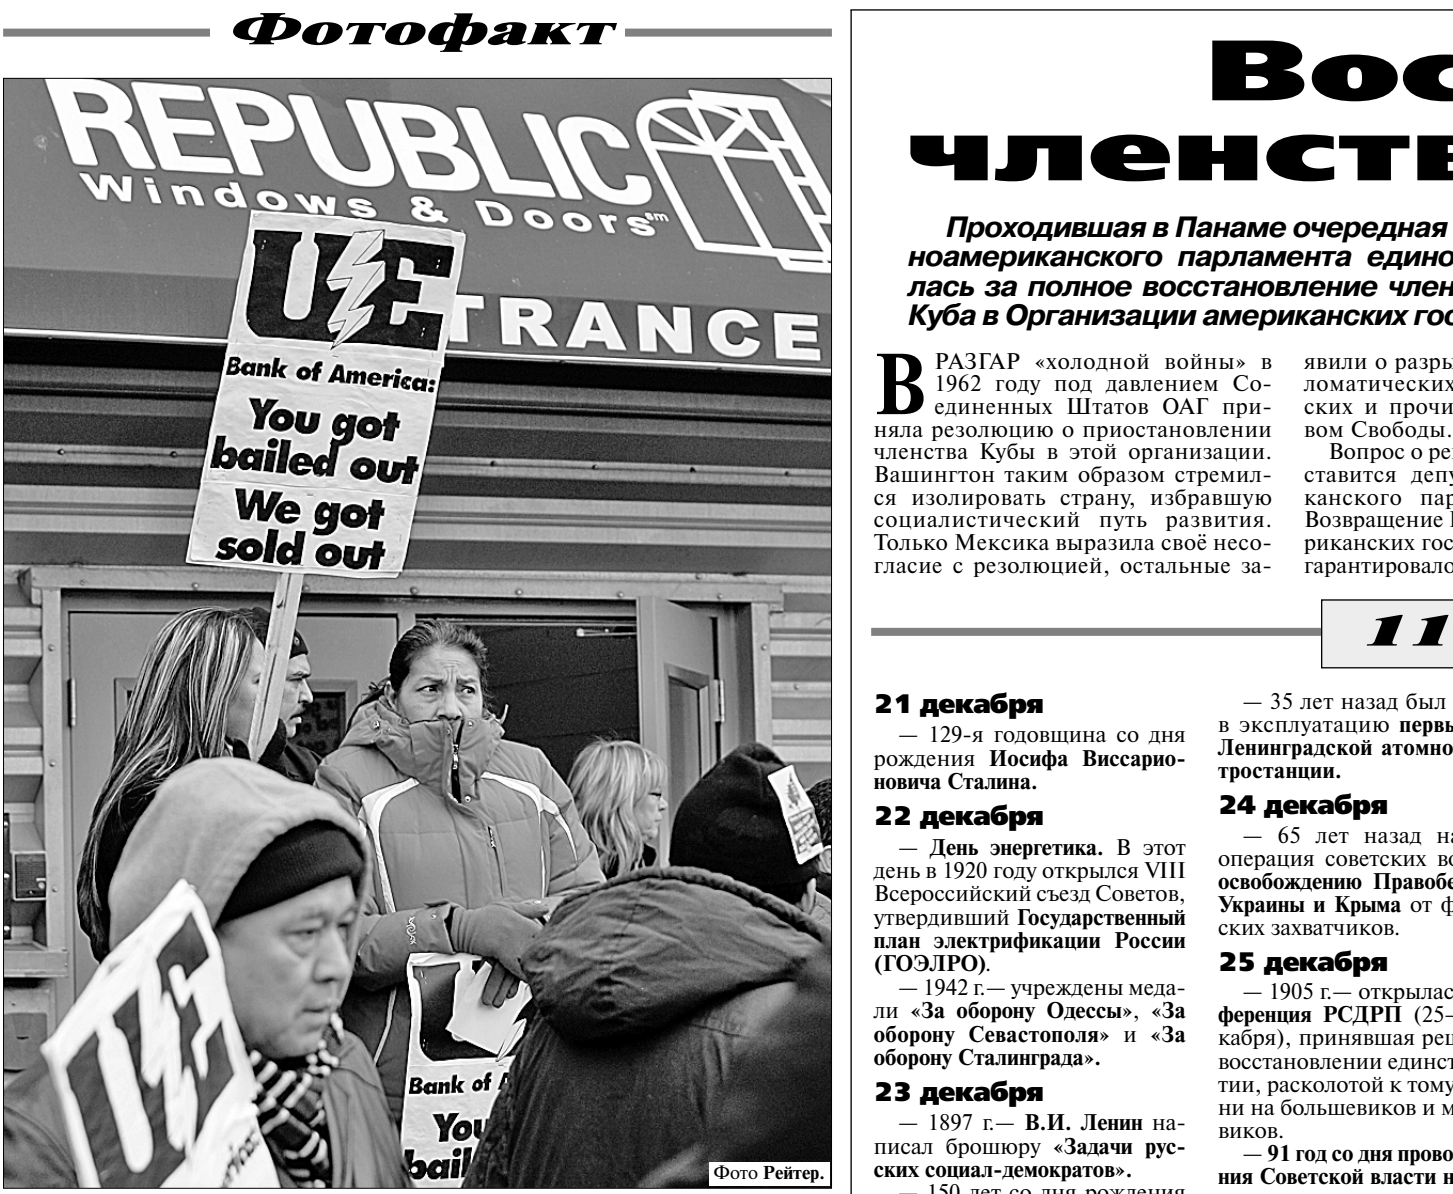 Фотофакт
REPUBLIC
Windows & Doors sm
TRANCE
UE
Bank of America:
You got
bailed out
We got
sold out
Bank of
You
bail
Фото Рейтер.
членств
Проходившая в Панаме очередная
ноамериканского парламента едино
лась за полное восстановление член
Куба в Организации американских гос
В РАЗГАР «холодной войны» в
1962 году под давлением Со-
единенных Штатов ОАГ при-
няла резолюцию о приостановлении
членства Кубы в этой организации.
Вашингтон таким образом стремил-
ся изолировать страну, избравшую
социалистический путь развития.
Только Мексика выразила своё несо-
гласие с резолюцией, остальные за-
явили о разры
ломатических
ских и прочи
вом Свободы.
Вопрос о ре
ставится депу
канского пар
Возвращение
риканских гос
гарантировало
11
21 декабря
— 129-я годовщина со дня
рождения Иосифа Виссарио-
новича Сталина.
22 декабря
— День энергетика. В этот
день в 1920 году открылся VIII
Всероссийский съезд Советов,
утвердивший Государственный
план электрификации России
(ГОЭЛРО).
— 1942 г.— учреждены меда-
ли «За оборону Одессы», «За
оборону Севастополя» и «За
оборону Сталинграда».
23 декабря
— 1897 г.— В.И. Ленин на-
писал брошюру «Задачи рус-
ских социал-демократов».
— 150 лет со дня рождения
— 35 лет назад был
в эксплуатацию первы
Ленинградской атомно
тростанции.
24 декабря
— 65 лет назад на
операция советских во
освобождению Правобе
Украины и Крыма от ф
ских захватчиков.
25 декабря
— 1905 г.— открылас
ференция РСДРП (25–
кабря), принявшая реш
восстановлении единст
тии, расколотой к тому
ни на большевиков и м
виков.
— 91 год со дня прово
ния Советской власти н